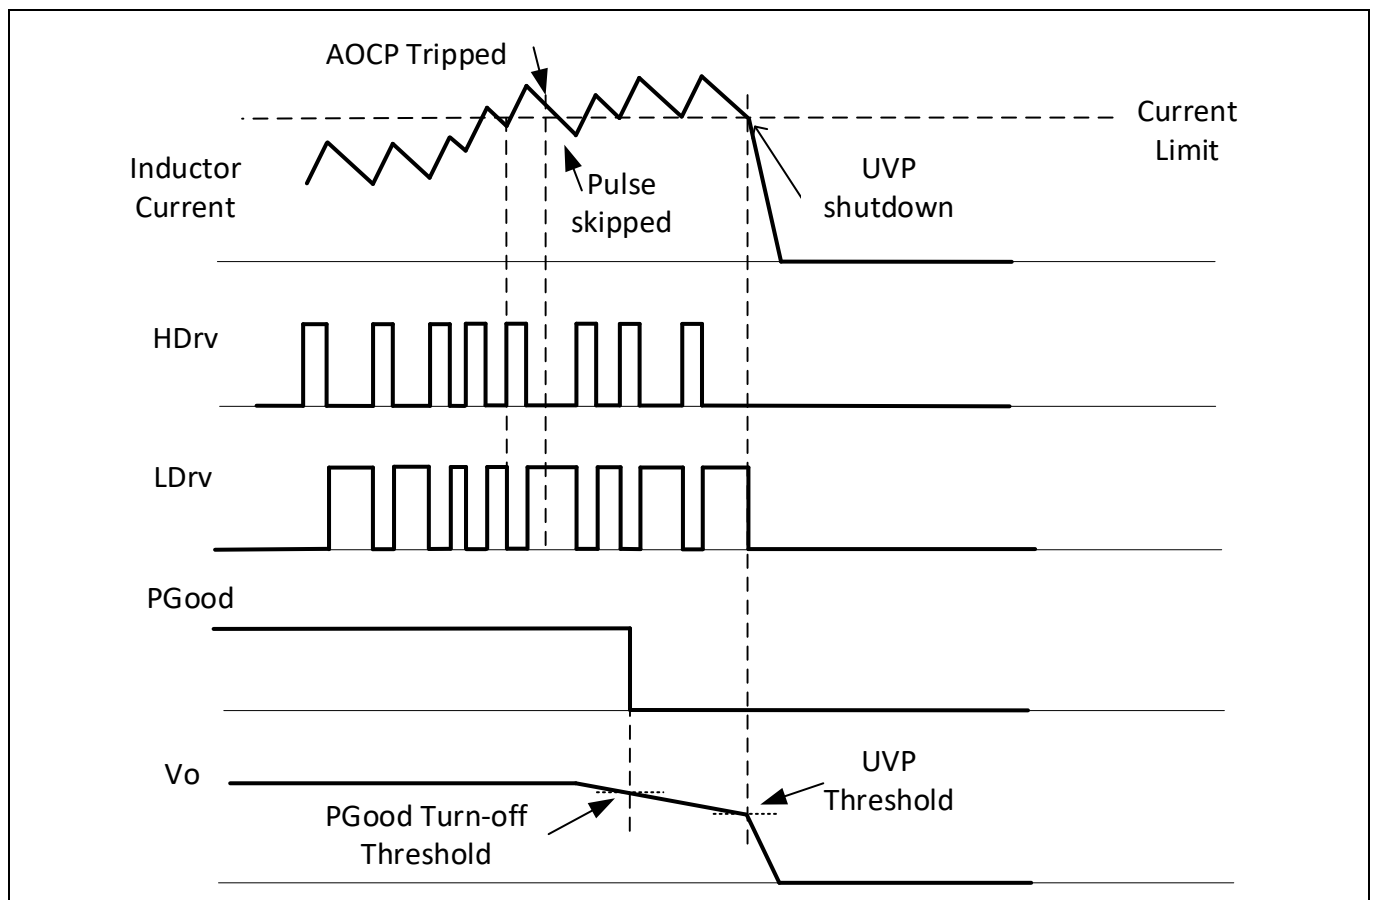 AOCP Tripped
Current
Limit
Inductor
Current
Pulse
skipped
UVP
shutdown
HDrv
LDrv
PGood
Vo
PGood Turn-off
Threshold
UVP
Threshold